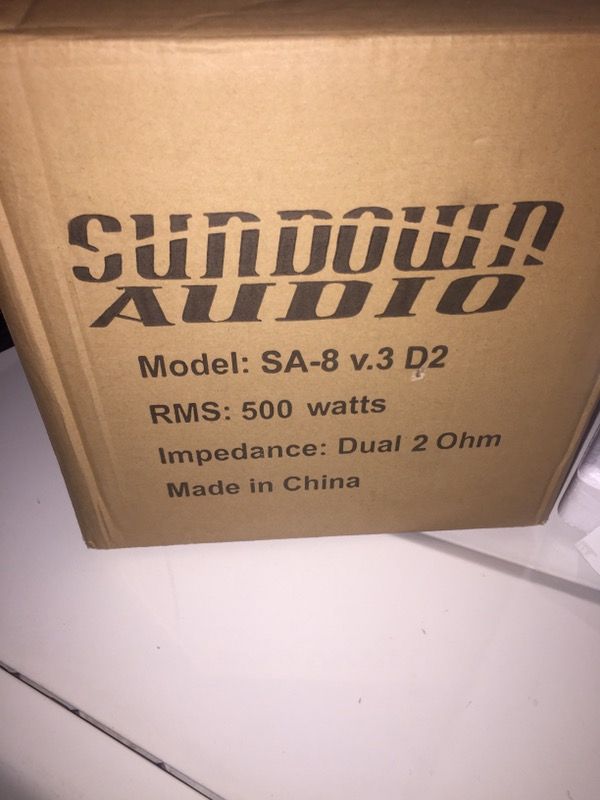 SUNDOWN
AUDIO
Model: SA-8 v.3 D2
RMS: 500 watts
Impedance: Dual 2 Ohm
Made in China